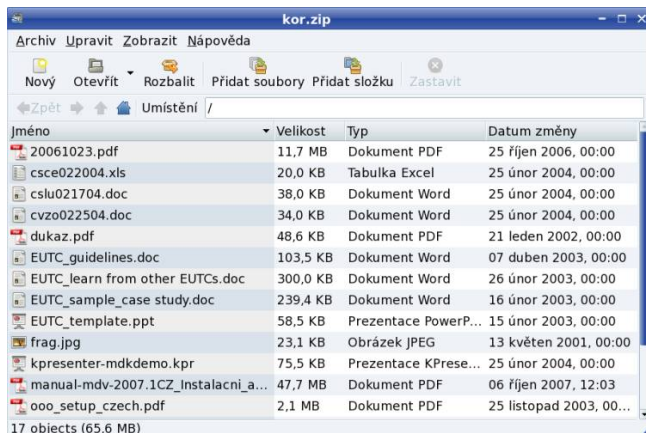 kor.zip
Archiv Upravit Zobrazit Nápověda
Nový Otevřít Rozbalit Přidat soubory Přidat složku Zastavit
Zpět Umístění /
Jméno Velikost Typ Datum změny
20061023.pdf 11,7 MB Dokument PDF 25 říjen 2006, 00:00
csce022004.xls 20,0 KB Tabulka Excel 25 únor 2004, 00:00
cslu021704.doc 38,0 KB Dokument Word 25 únor 2004, 00:00
cvzo022504.doc 34,0 KB Dokument Word 25 únor 2004, 00:00
dukaz.pdf 48,6 KB Dokument PDF 21 leden 2002, 00:00
EUTC_guidelines.doc 103,5 KB Dokument Word 07 duben 2003, 00:00
EUTC_learn from other EUTCs.doc 300,0 KB Dokument Word 26 únor 2003, 00:00
EUTC_sample_case study.doc 239,4 KB Dokument Word 16 únor 2003, 00:00
EUTC_template.ppt 58,5 KB Prezentace PowerP... 15 únor 2003, 00:00
frag.jpg 23,1 KB Obrázek JPEG 13 květen 2001, 00:00
kpresenter-mdkdemo.kpr 75,5 KB Prezentace KPrese... 25 únor 2004, 00:00
manual-mdv-2007.1CZ_Instalacni_a... 47,7 MB Dokument PDF 06 říjen 2007, 12:03
ooo_setup_czech.pdf 2,1 MB Dokument PDF 25 listopad 2003, 00...
17 objects (65,6 MB)